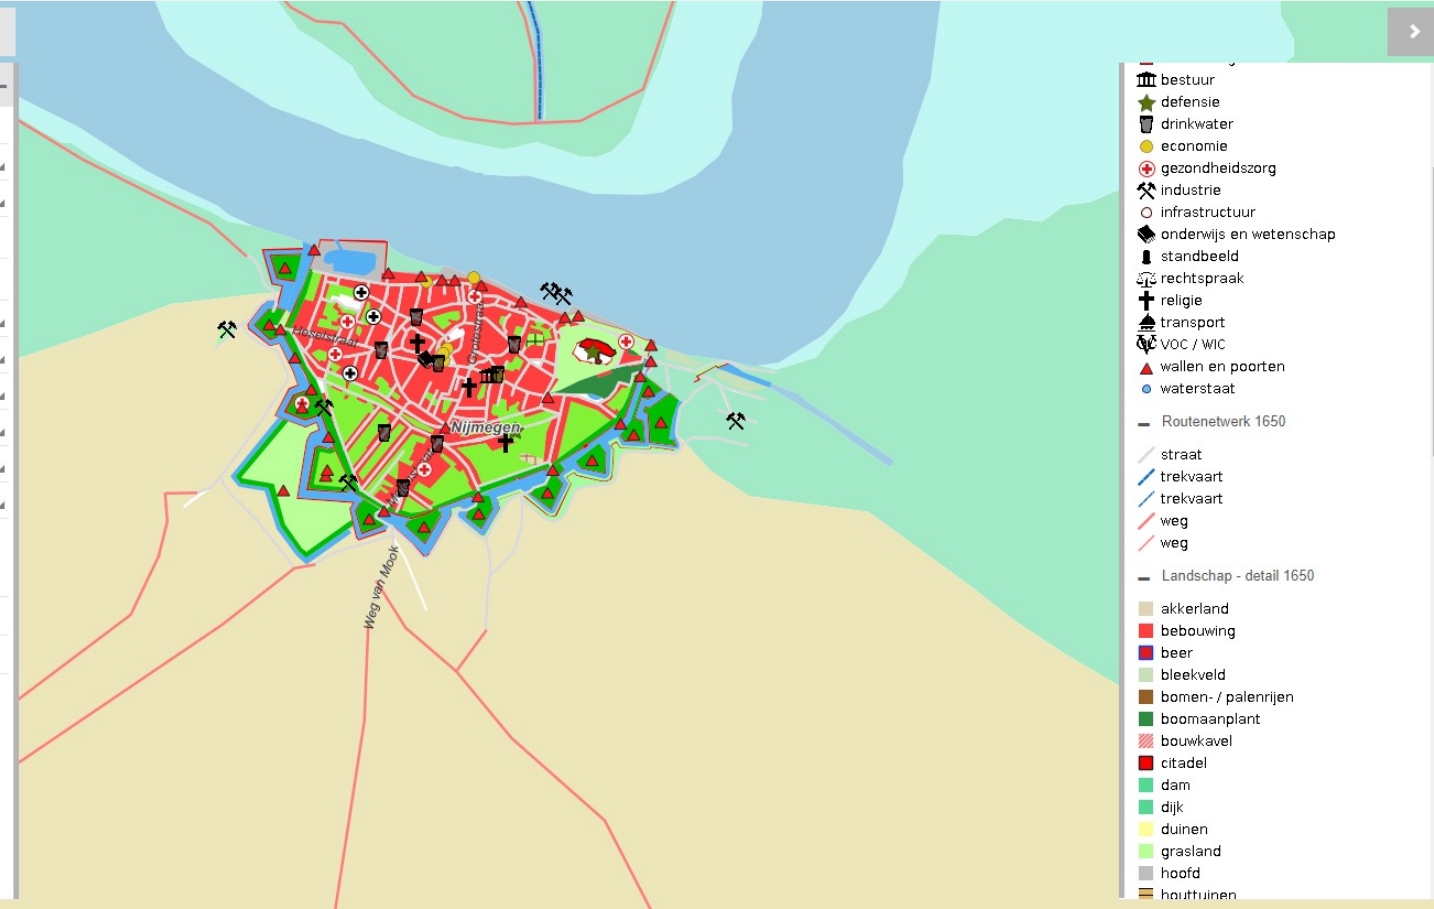 bestuur
defensie
drinkwater
economie
gezondheidszorg
industrie
infrastructuur
onderwijs en wetenschap
standbeeld
rechtspraak
religie
transport
VOC / WIC
wallen en poorten
waterstaat
Routenetwerk 1650
straat
trekvaart
trekvaart
weg
weg
Landschap - detail 1650
akkerland
bebouwing
beer
bleekveld
bomen- / palenrijen
boomaanplant
bouwkavel
citadel
dam
dijk
duinen
grasland
hoofd
houttuinen
Heselstraat
Grotestraat
Nijmegen
Weg van Mook